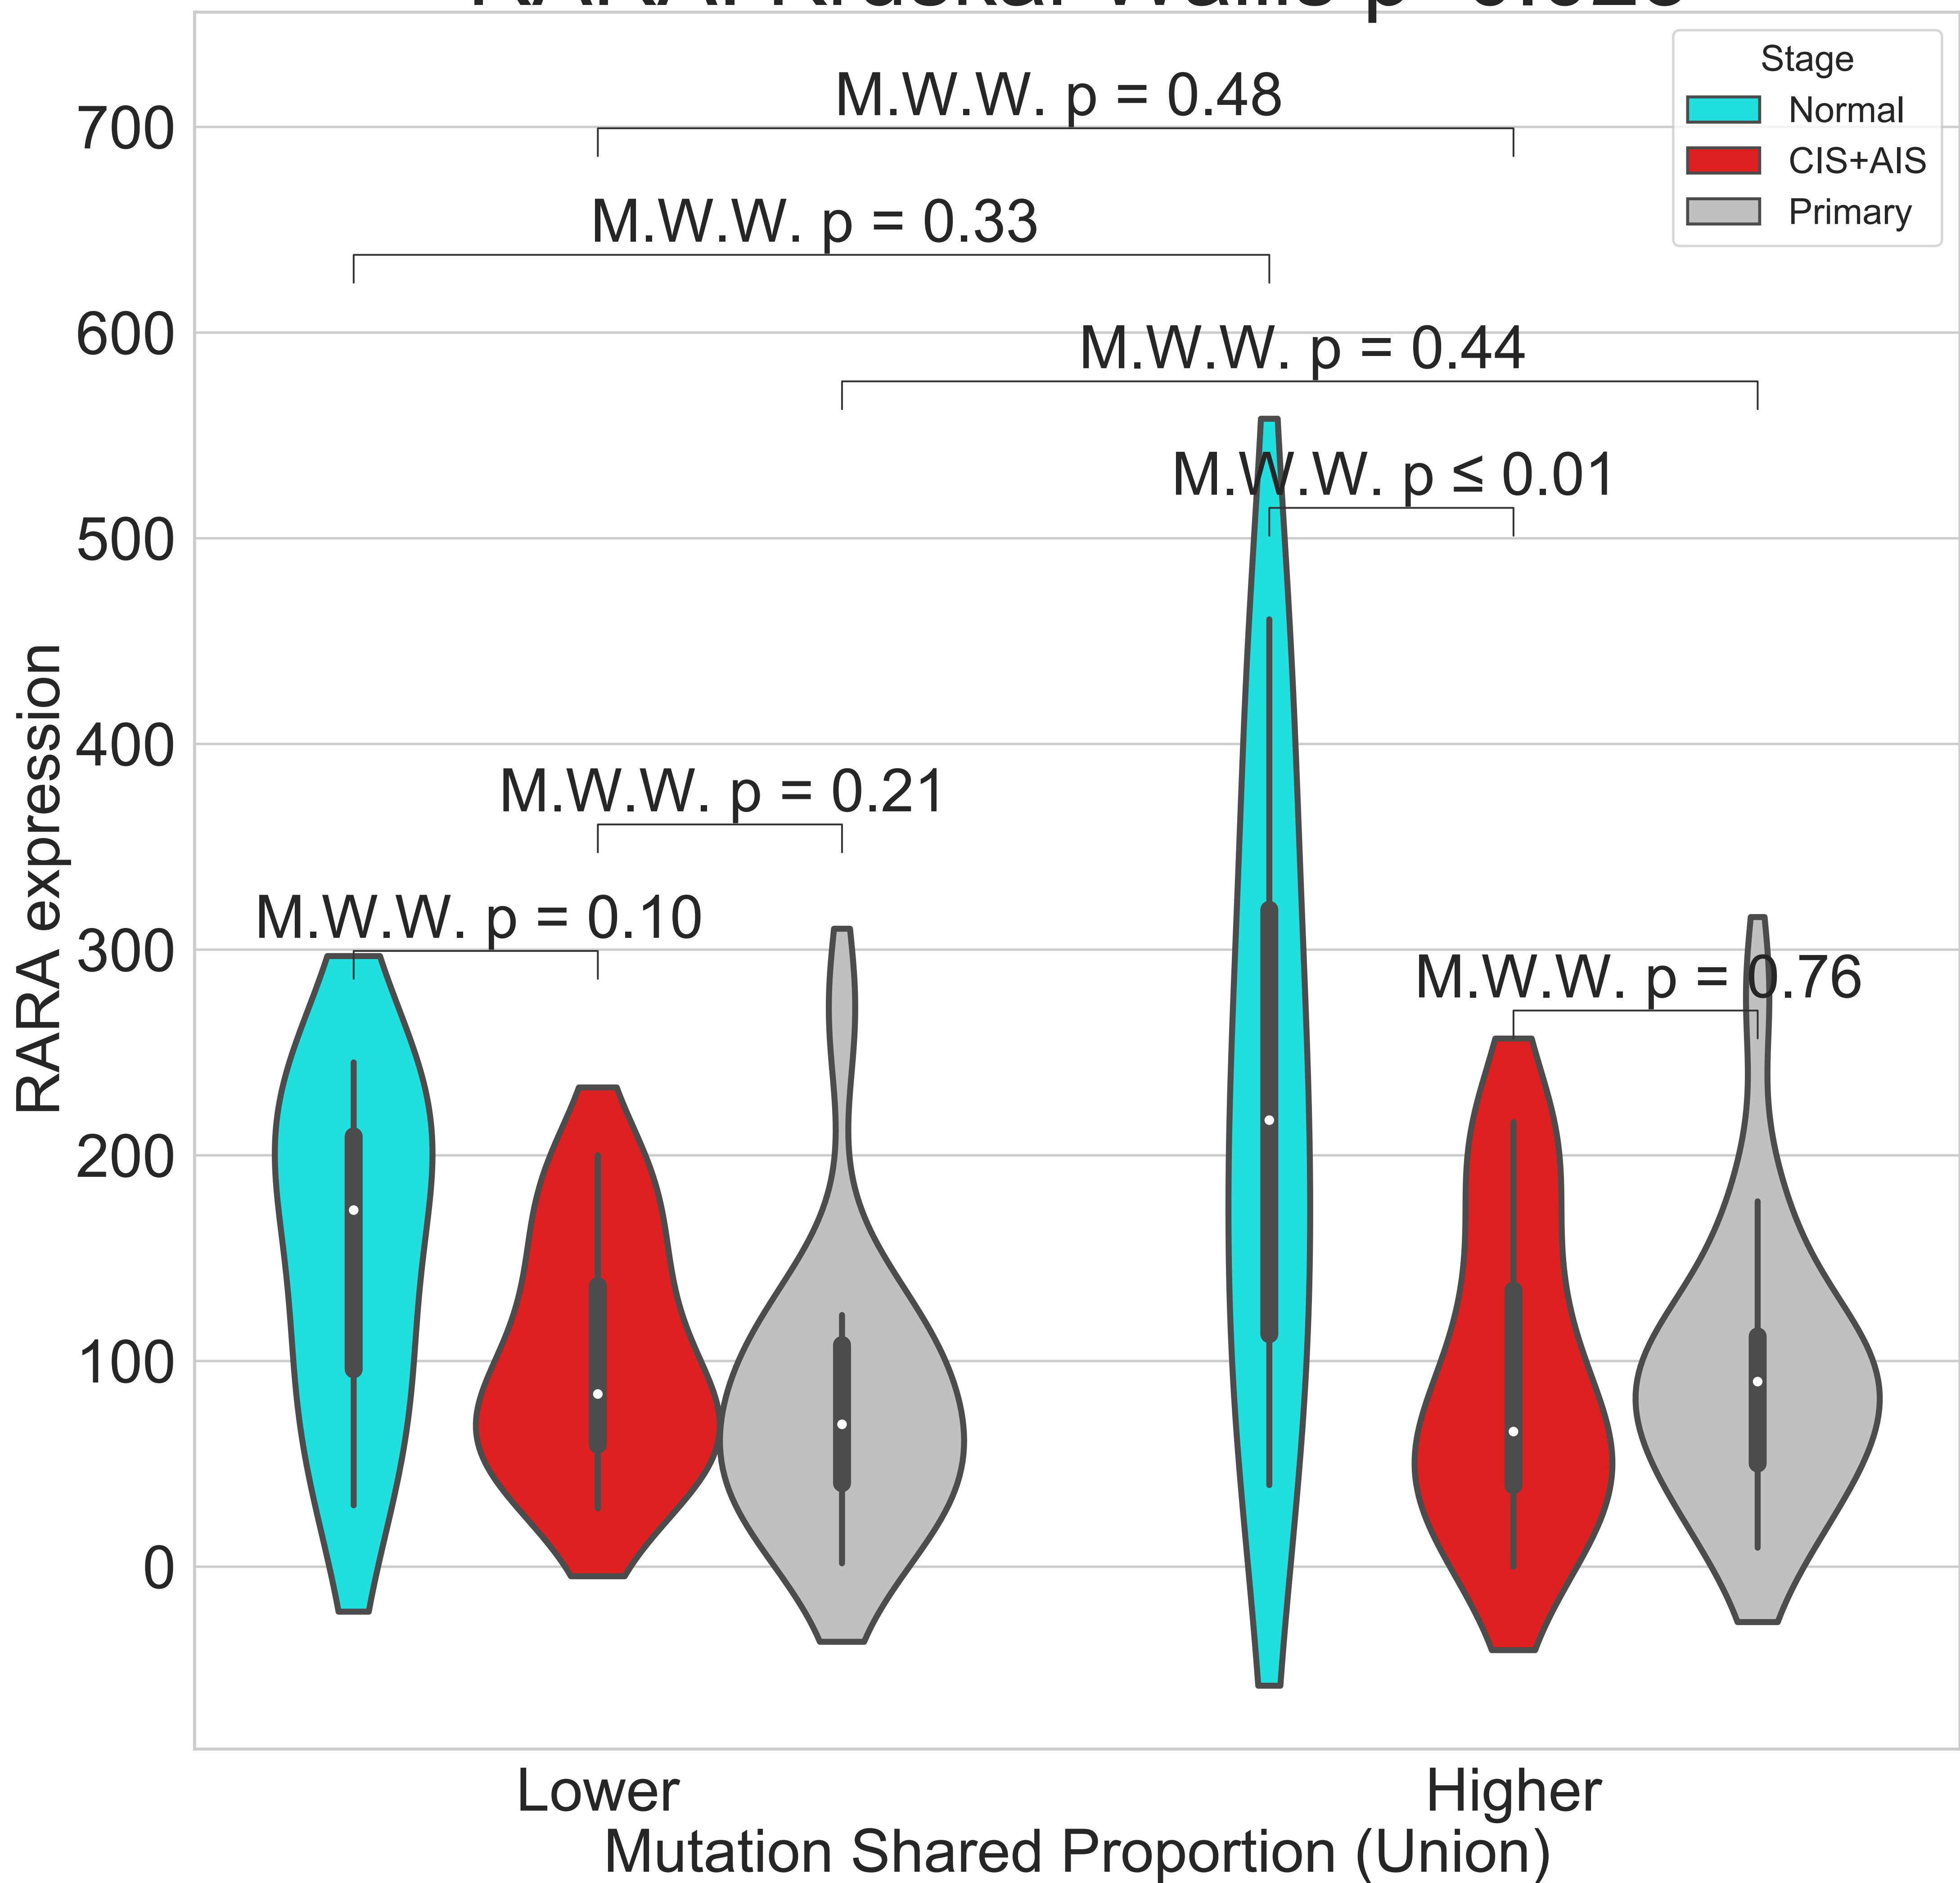 Stage
Normal
CIS+AIS
Primary
M.W.W. p = 0.48
M.W.W. p = 0.33
M.W.W. p = 0.44
M.W.W. p ≤ 0.01
M.W.W. p = 0.21
M.W.W. p = 0.10
M.W.W. p = 0.76
700
600
500
400
300
200
100
0
RARA expression
Lower
Higher
Mutation Shared Proportion (Union)